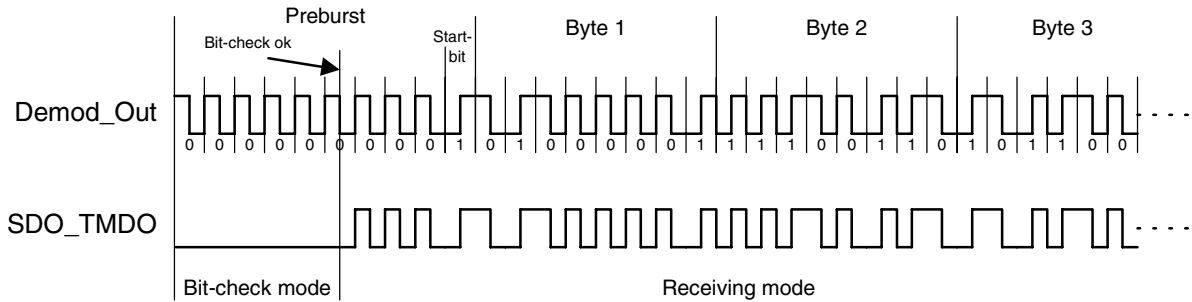 Preburst
Byte 1
Byte 2
Byte 3
Start-
bit
Bit-check ok
Demod_Out
0 0 0 0 0 0 0 0 0 1 0 1 0 0 0 0 0 1 1 1 1 0 0 1 1 0 1 0 1 1 0 0
SDO_TMDO
Bit-check mode
Receiving mode